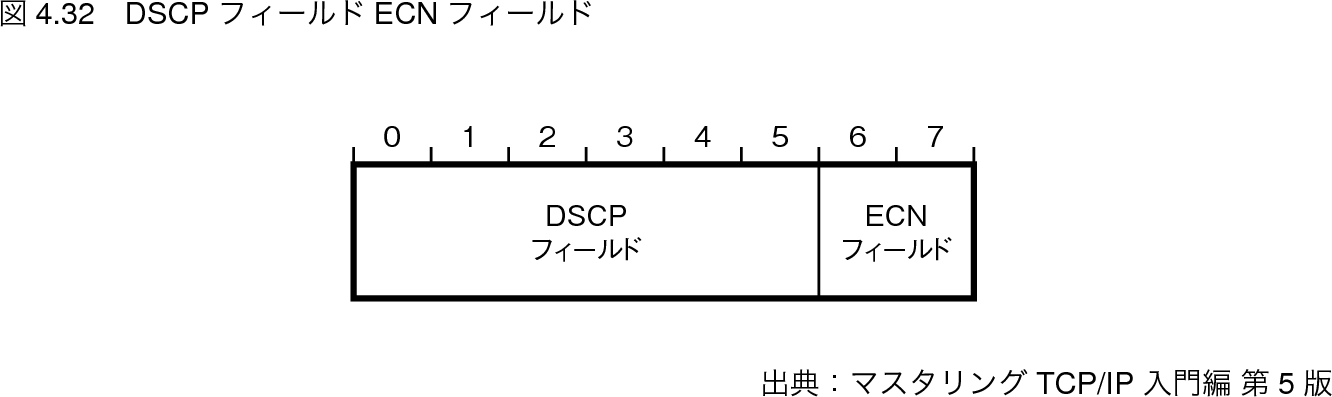 図 4.32　DSCP フィールド ECN フィールド
0 1 2 3 4 5 6 7
DSCP
フィールド
ECN
フィールド
出典：マスタリング TCP/IP 入門編 第 5 版